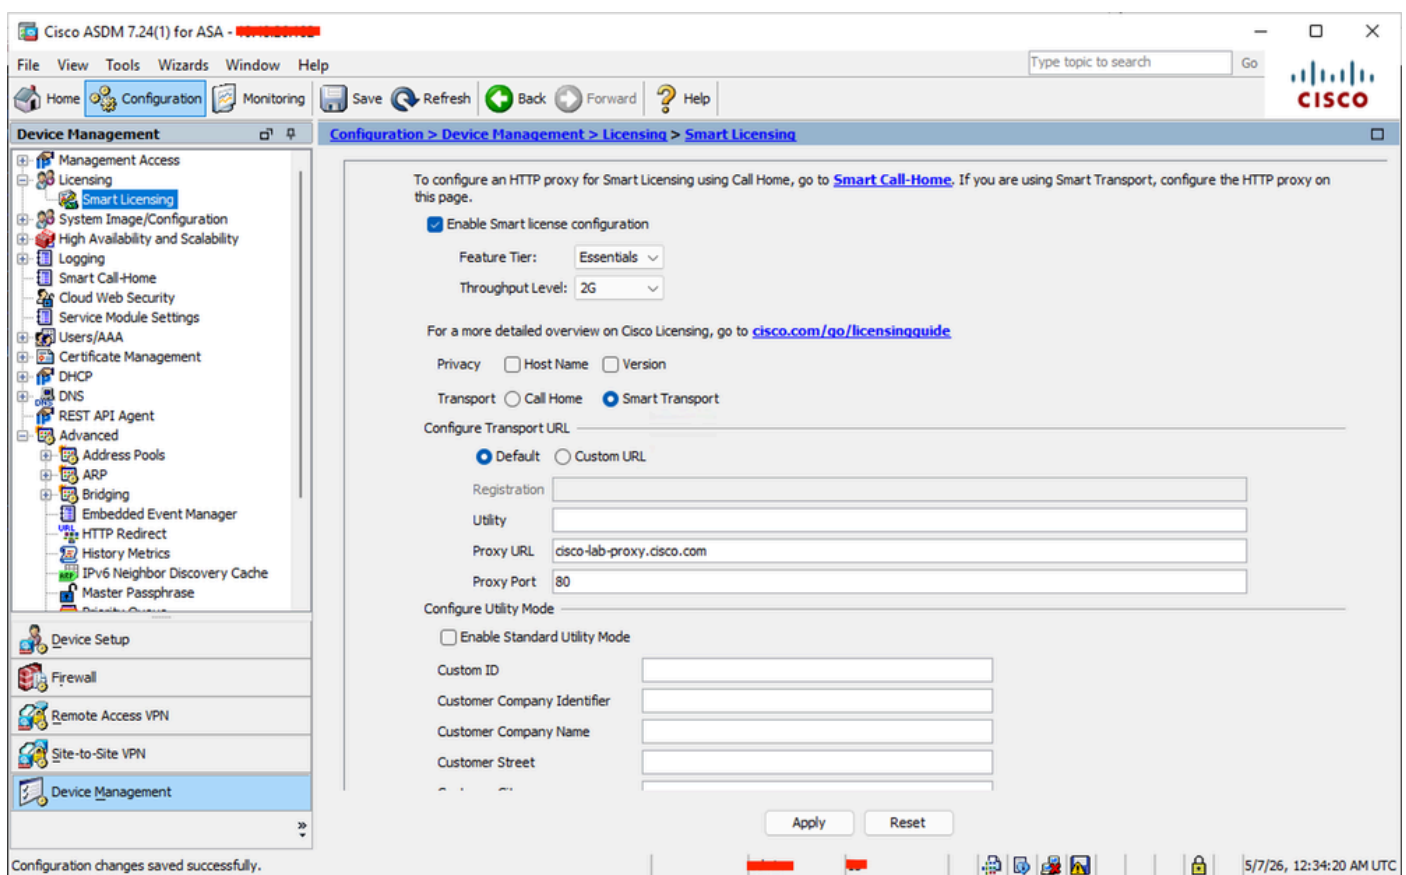 Cisco ASDM 7.24(1) for ASA -
File View Tools Wizards Window Help
Type topic to search Go
Home Configuration Monitoring Save Refresh Back Forward Help
CISCO
Device Management
Configuration > Device Management > Licensing > Smart Licensing
Management Access
Licensing
Smart Licensing
System Image/Configuration
High Availability and Scalability
Logging
Smart Call-Home
Cloud Web Security
Service Module Settings
Users/AAA
Certificate Management
DHCP
DNS
REST API Agent
Advanced
Address Pools
ARP
Bridging
Embedded Event Manager
HTTP Redirect
History Metrics
IPv6 Neighbor Discovery Cache
Master Passphrase
Device Setup
Firewall
Remote Access VPN
Site-to-Site VPN
Device Management
To configure an HTTP proxy for Smart Licensing using Call Home, go to Smart Call-Home. If you are using Smart Transport, configure the HTTP proxy on
this page.
Enable Smart license configuration
Feature Tier: Essentials
Throughput Level: 2G
For a more detailed overview on Cisco Licensing, go to cisco.com/go/licensingguide
Privacy Host Name Version
Transport Call Home Smart Transport
Configure Transport URL
Default Custom URL
Registration
Utility
Proxy URL cisco-lab-proxy.cisco.com
Proxy Port 80
Configure Utility Mode
Enable Standard Utility Mode
Custom ID
Customer Company Identifier
Customer Company Name
Customer Street
Apply Reset
Configuration changes saved successfully.
5/7/26, 12:34:20 AM UTC